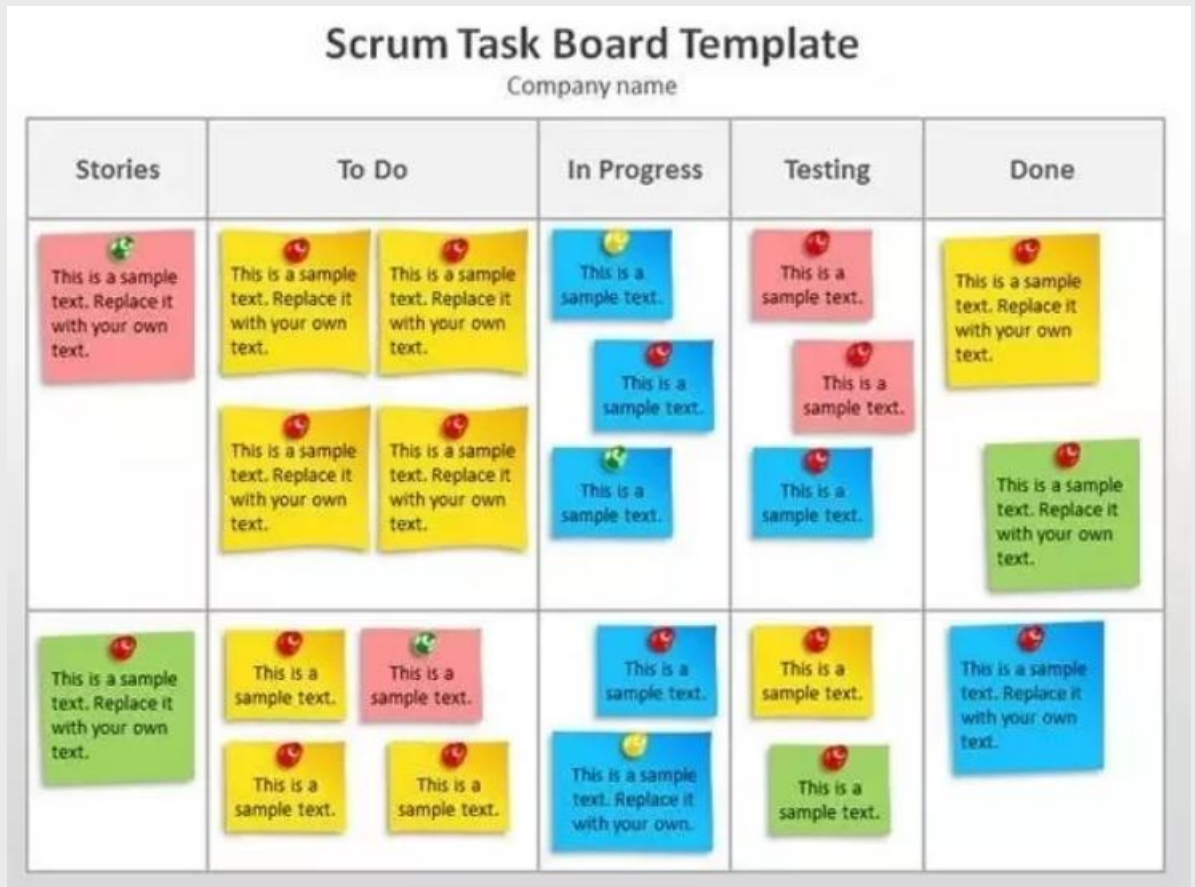 Scrum Task Board Template
Company name
Stories
To Do
In Progress
Testing
Done
This is a sample
text. Replace it
with your own
text.
This is a sample
text. Replace it
with your own
text.
This is a sample
text. Replace it
with your own
text.
This is a sample
text. Replace it
with your own
text.
This is a sample
text. Replace it
with your own
text.
This is a
sample text.
This is a
sample text.
This is a
sample text.
This is a
sample text.
This is a
sample text.
This is a
sample text.
This is a sample
text. Replace it
with your own
text.
This is a sample
text. Replace it
with your own
text.
This is a sample
text. Replace it
with your own
text.
This is a
sample text.
This is a
sample text.
This is a
sample text.
This is a
sample text.
This is a
sample text.
This is a sample
text. Replace it
with your own.
This is a
sample text.
This is a
sample text.
This is a sample
text. Replace it
with your own
text.